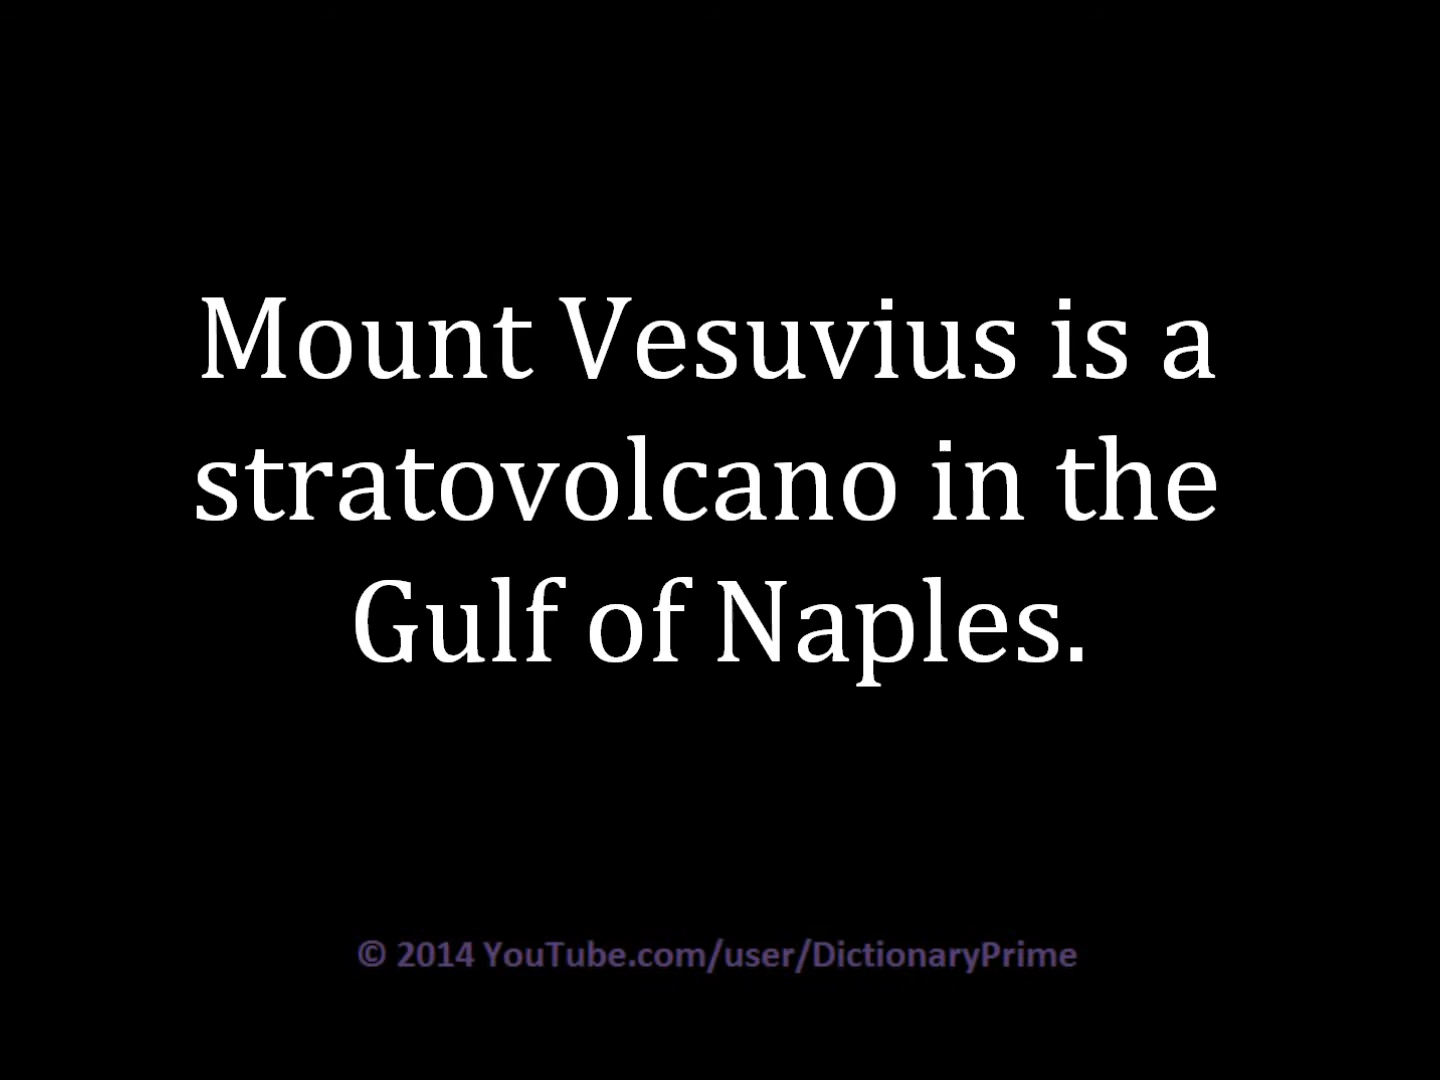 Mount Vesuvius is a
stratovolcano in the
Gulf of Naples.
© 2014 YouTube.com/user/DictionaryPrime